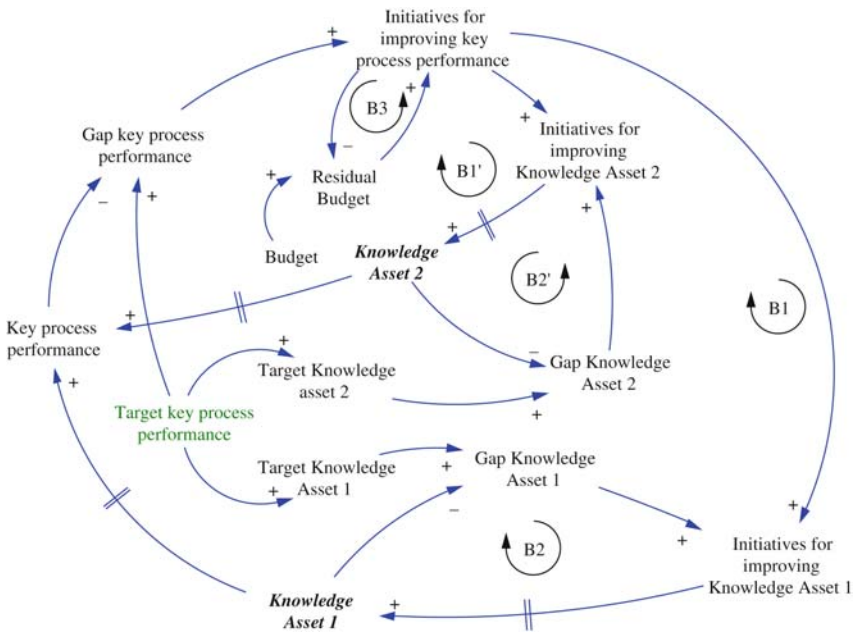 Initiatives for
improving key
process performance
+
+
B3
+
Gap key process
performance
Initiatives for
improving
Knowledge Asset 2
–
B1'
+
Residual
Budget
–
+
+
+
Budget
Knowledge
Asset 2
B2'
B1
Key process
performance
+
+
–
Gap Knowledge
Asset 2
Target Knowledge
asset 2
+
+
Target key process
performance
Target Knowledge
Asset 1
+
+
Gap Knowledge
Asset 1
–
+
B2
+
Initiatives for
improving
Knowledge Asset 1
Knowledge
Asset 1
+